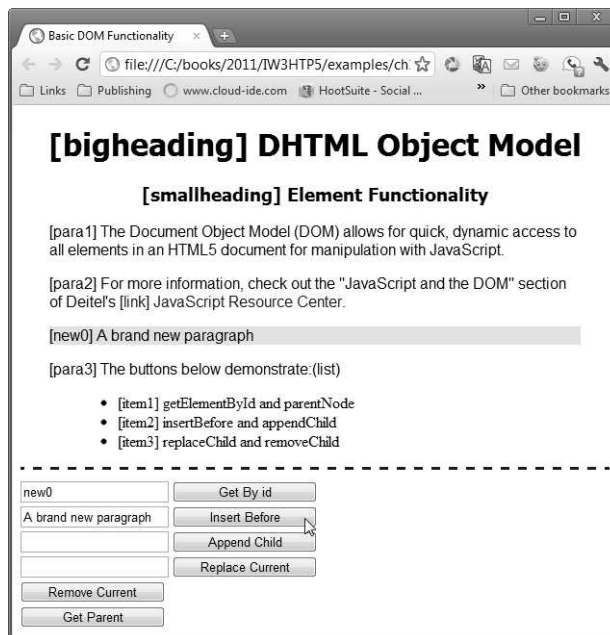 Basic DOM Functionality
file:///C:/books/2011/IW3HTP5/examples/ch
Links Publishing www.cloud-ide.com HootSuite - Social ... » Other bookmarks
[bigheading] DHTML Object Model
[smallheading] Element Functionality
[para1] The Document Object Model (DOM) allows for quick, dynamic access to
all elements in an HTML5 document for manipulation with JavaScript.
[para2] For more information, check out the "JavaScript and the DOM" section
of Deitel's [link] JavaScript Resource Center.
[new0] A brand new paragraph
[para3] The buttons below demonstrate:(list)
• [item1] getElementById and parentNode
• [item2] insertBefore and appendChild
• [item3] replaceChild and removeChild
new0 Get By id
A brand new paragraph Insert Before
Append Child
Replace Current
Remove Current
Get Parent